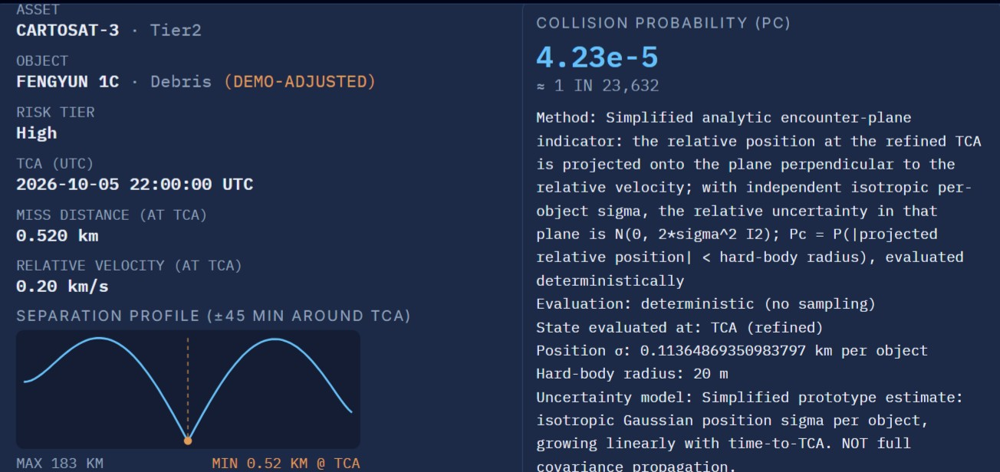 ASSET
CARTOSAT-3 · Tier2
OBJECT
FENGYUN 1C · Debris (DEMO-ADJUSTED)
RISK TIER
High
TCA (UTC)
2026-10-05 22:00:00 UTC
MISS DISTANCE (AT TCA)
0.520 km
RELATIVE VELOCITY (AT TCA)
0.20 km/s
SEPARATION PROFILE (±45 MIN AROUND TCA)
MAX 183 KM
MIN 0.52 KM @ TCA
COLLISION PROBABILITY (PC)
4.23e-5
≈ 1 IN 23,632
Method: Simplified analytic encounter-plane
indicator: the relative position at the refined TCA
is projected onto the plane perpendicular to the
relative velocity; with independent isotropic per-
object sigma, the relative uncertainty in that
plane is N(0, 2*sigma^2 I2); Pc = P(|projected
relative position| < hard-body radius), evaluated
deterministically
Evaluation: deterministic (no sampling)
State evaluated at: TCA (refined)
Position σ: 0.11364869350983797 km per object
Hard-body radius: 20 m
Uncertainty model: Simplified prototype estimate:
isotropic Gaussian position sigma per object,
growing linearly with time-to-TCA. NOT full
covariance propagation.